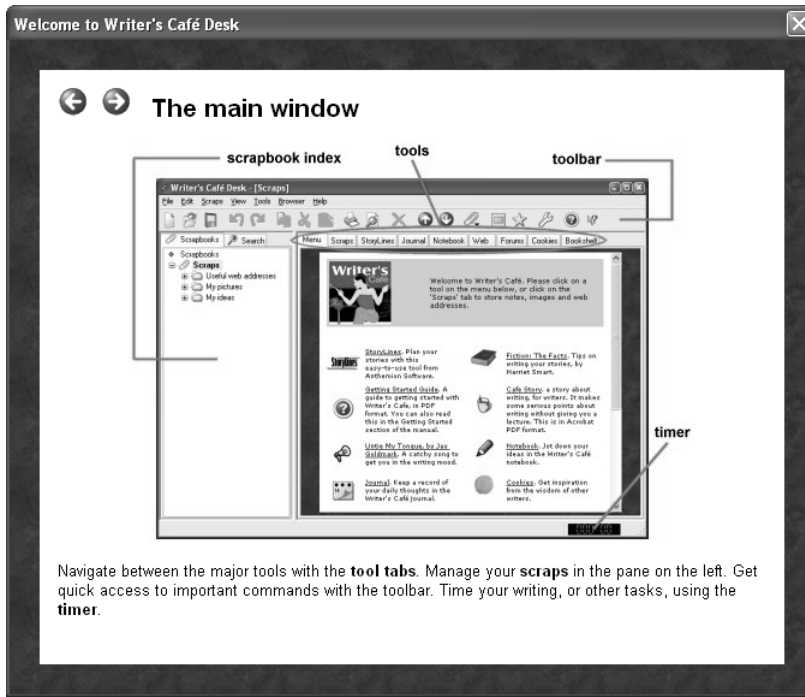 Welcome to Writer's Café Desk
The main window
scrapbook index
tools
toolbar
Writer's Café Desk - [Scraps]
File Edit Scraps View Tools Browser Help
Scrapbooks Search
Menu Scraps StoryLines Journal Notebook Web Forums Cookies Bookshelf
Scrapbooks
Scraps
Useful web addresses
My pictures
My ideas
Writer's
Café
Welcome to Writer's Café. Please click on a
tool on the menu below, or click on the
'Scraps' tab to store notes, images and web
addresses.
StoryLines
StoryLines. Plan your
stories with this
easy-to-use tool from
Anthemion Software.
Fiction: The Facts. Tips on
writing your stories, by
Harriet Smart.
Getting Started Guide. A
guide to getting started with
Writer's Cafe, in PDF
format. You can also read
this in the Getting Started
section of the manual.
Cafe Story, a story about
writing, for writers. It makes
some serious points about
writing without giving you a
lecture. This is in Acrobat
PDF format.
Untie My Tongue, by Jax
Goldmark. A catchy song to
get you in the writing mood.
Notebook. Jot down your
ideas in the Writer's Café
notebook.
Journal. Keep a record of
your daily thoughts in the
Writer's Café journal.
Cookies. Get inspiration
from the wisdom of other
writers.
timer
Navigate between the major tools with the tool tabs. Manage your scraps in the pane on the left. Get
quick access to important commands with the toolbar. Time your writing, or other tasks, using the
timer.